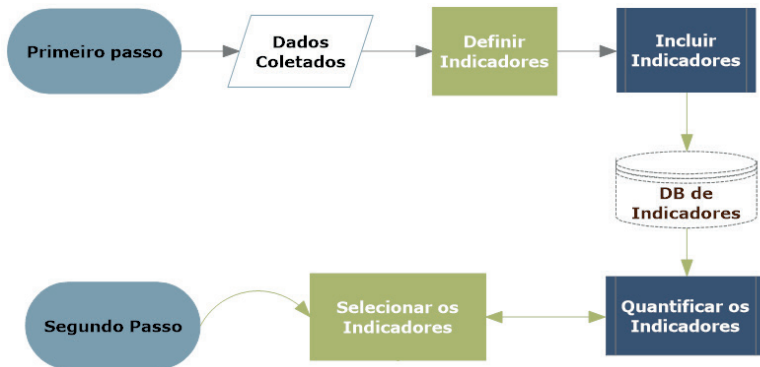 Primeiro passo
Dados
Coletados
Definir
Indicadores
Incluir
Indicadores
DB de
Indicadores
Segundo Passo
Selecionar os
Indicadores
Quantificar os
Indicadores